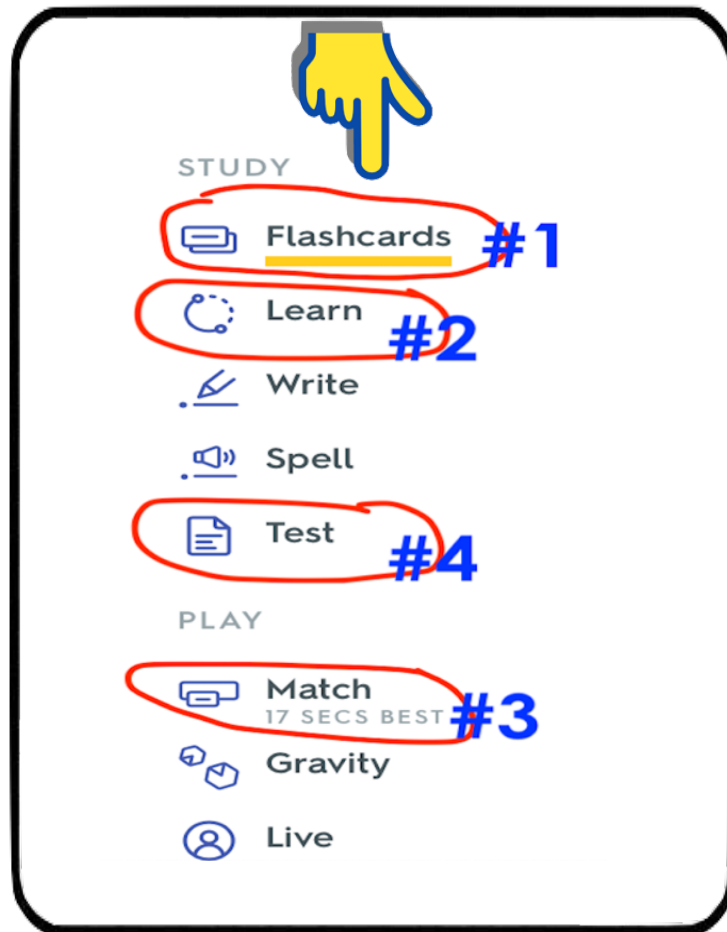 STUDY
Flashcards #1
Learn #2
Write
Spell
Test #4
PLAY
Match #3
17 SECS BEST
Gravity
Live